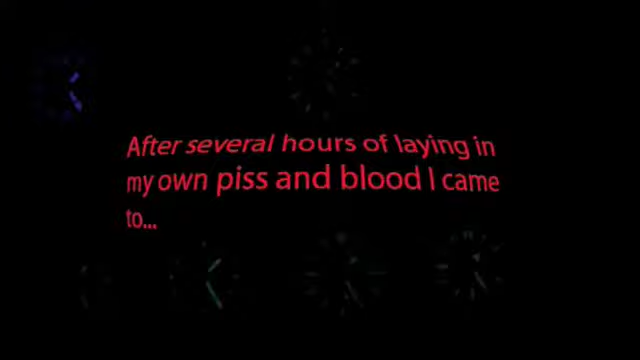 After several hours of laying in
my own piss and blood I came
to...